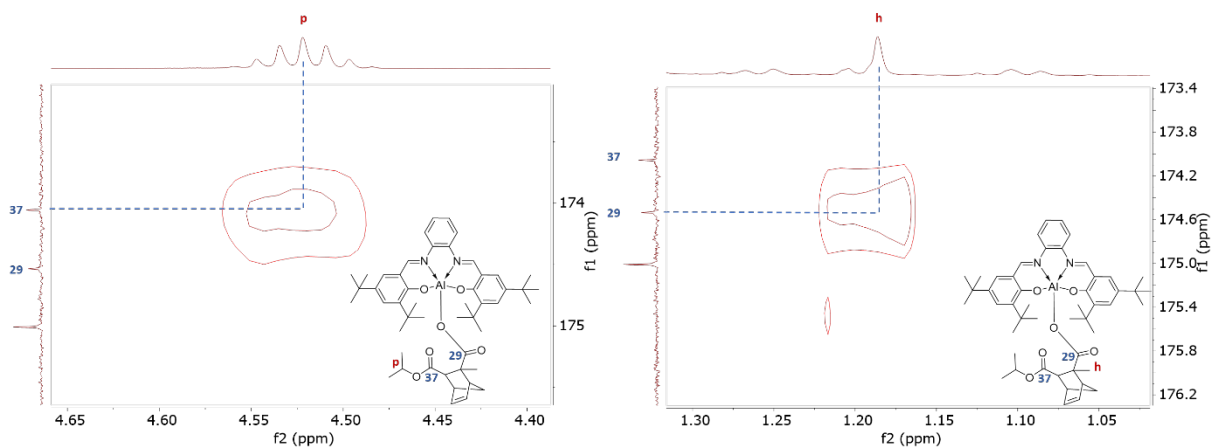 p
37
29
174
175
f1 (ppm)
N
N
Al
O
O
O
29
O
p
O
O
37
4.65
4.60
4.55
4.50
4.45
4.40
f2 (ppm)
h
37
29
173.4
173.8
174.2
174.6
175.0
175.4
175.8
176.2
f1 (ppm)
N
N
Al
O
O
O
29
O
O
O
37
h
1.30
1.25
1.20
1.15
1.10
1.05
f2 (ppm)